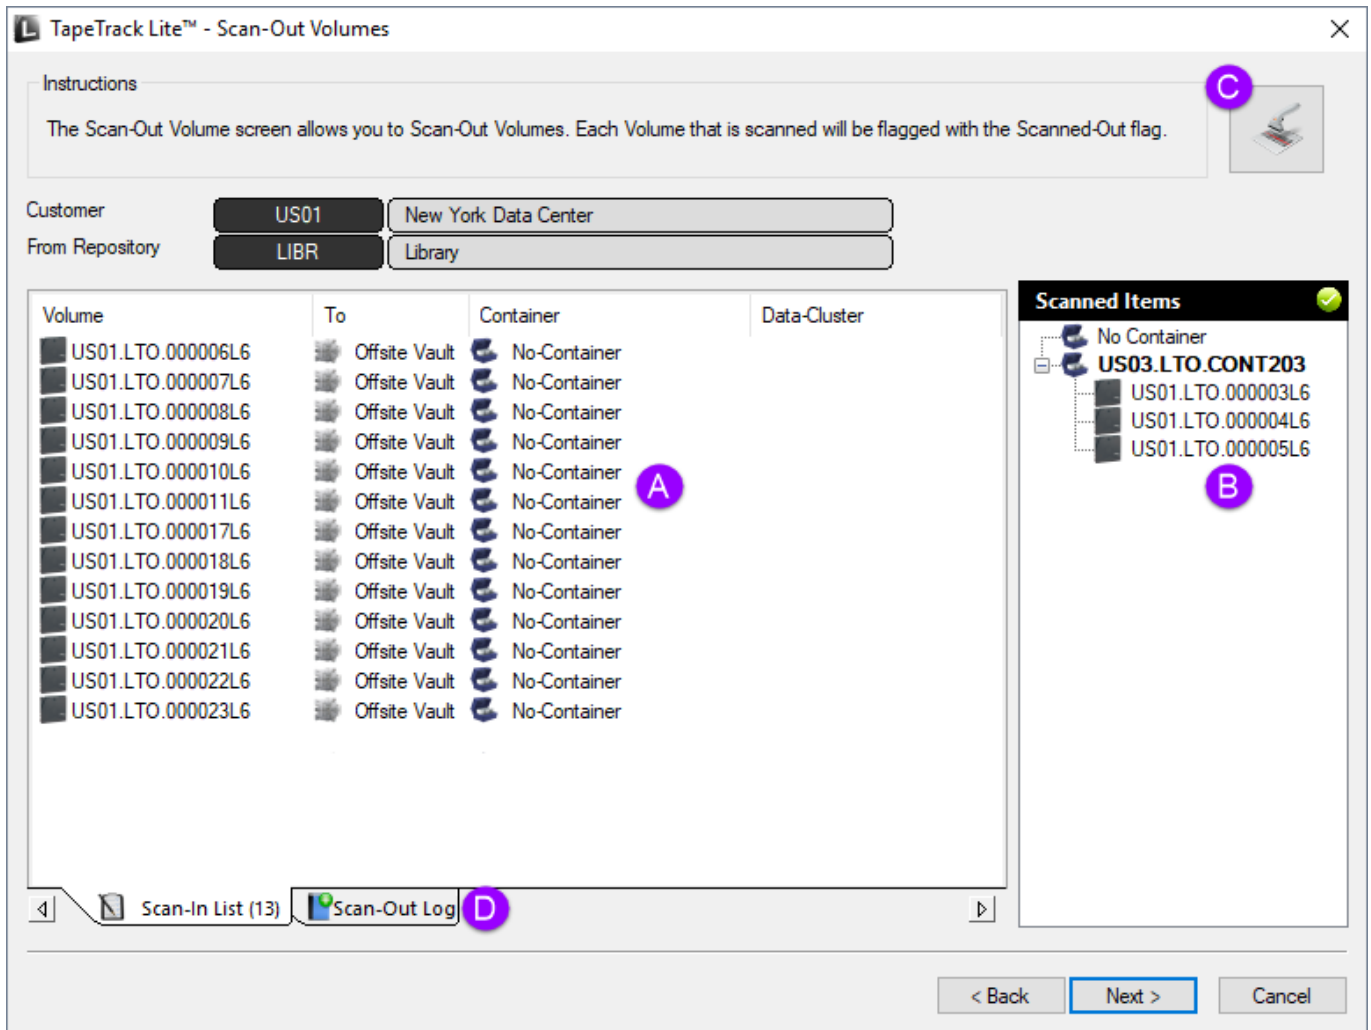 TapeTrack Lite™ - Scan-Out Volumes
Instructions
C
The Scan-Out Volume screen allows you to Scan-Out Volumes. Each Volume that is scanned will be flagged with the Scanned-Out flag.
Customer US01 New York Data Center
From Repository LIBR Library
Volume To Container Data-Cluster
US01.LTO.000006L6 Offsite Vault No-Container
US01.LTO.000007L6 Offsite Vault No-Container
US01.LTO.000008L6 Offsite Vault No-Container
US01.LTO.000009L6 Offsite Vault No-Container
US01.LTO.000010L6 Offsite Vault No-Container
A
US01.LTO.000011L6 Offsite Vault No-Container
US01.LTO.000017L6 Offsite Vault No-Container
US01.LTO.000018L6 Offsite Vault No-Container
US01.LTO.000019L6 Offsite Vault No-Container
US01.LTO.000020L6 Offsite Vault No-Container
US01.LTO.000021L6 Offsite Vault No-Container
US01.LTO.000022L6 Offsite Vault No-Container
US01.LTO.000023L6 Offsite Vault No-Container
Scanned Items
No Container
US03.LTO.CONT203
US01.LTO.000003L6
US01.LTO.000004L6
US01.LTO.000005L6
B
Scan-In List (13) Scan-Out Log D
< Back Next > Cancel